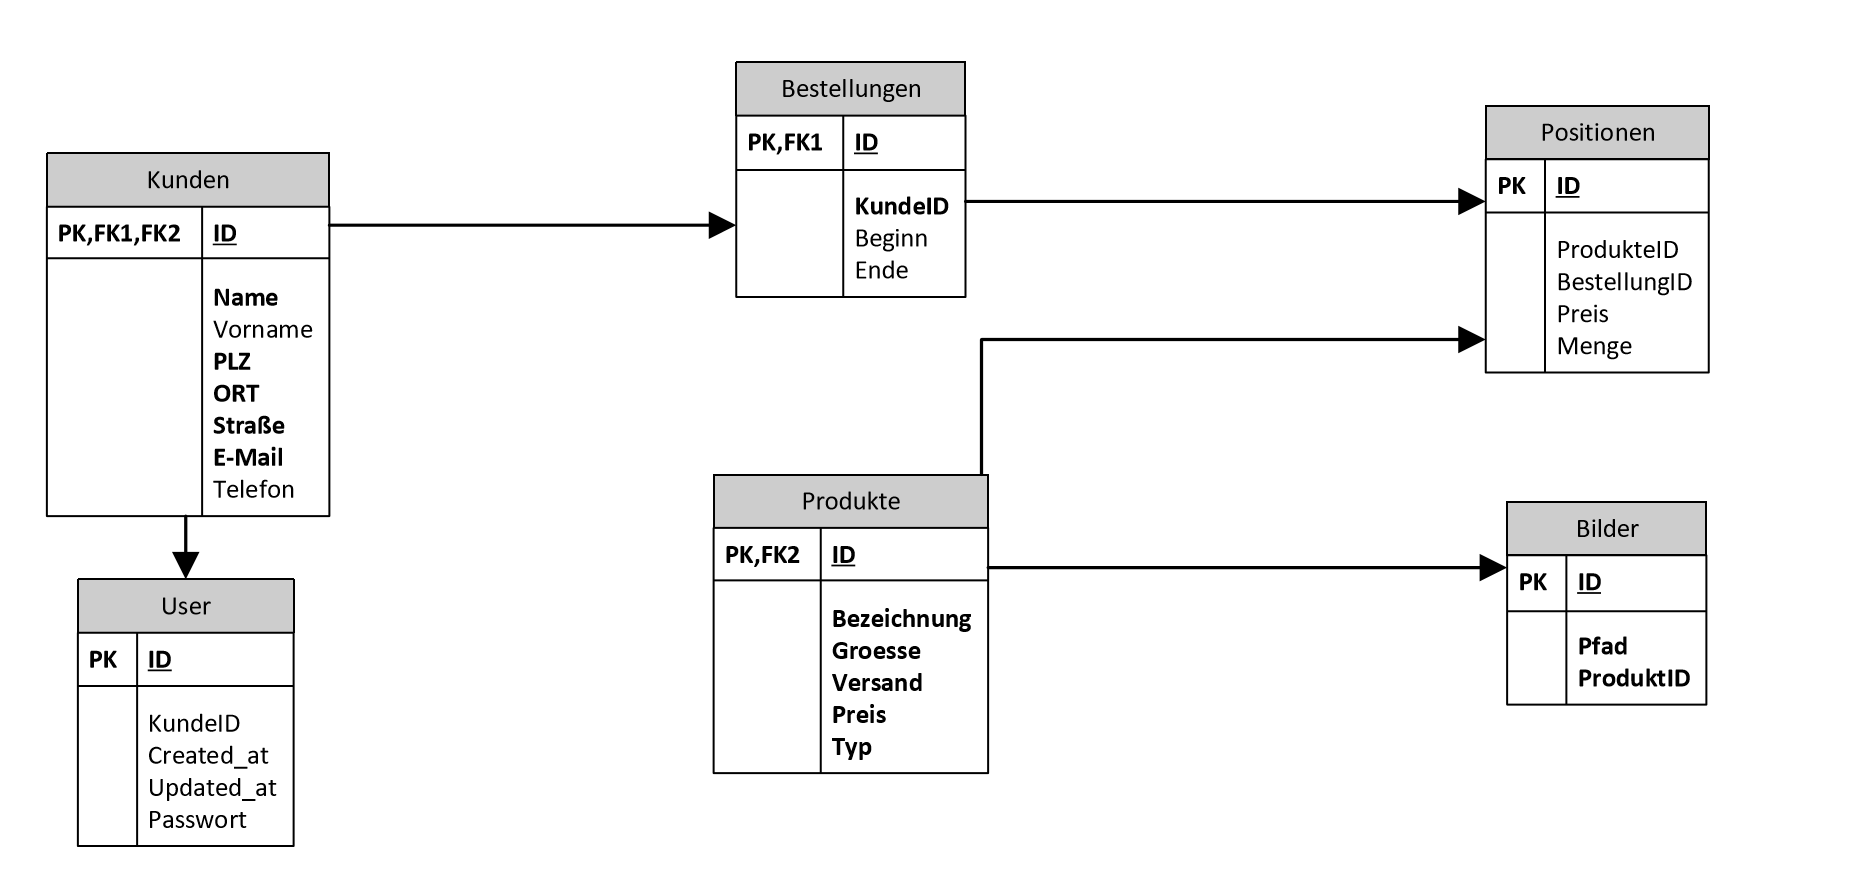 Kunden
PK,FK1,FK2 ID
Name
Vorname
PLZ
ORT
Straße
E-Mail
Telefon
User
PK ID
KundeID
Created_at
Updated_at
Passwort
Bestellungen
PK,FK1 ID
KundeID
Beginn
Ende
Produkte
PK,FK2 ID
Bezeichnung
Groesse
Versand
Preis
Typ
Positionen
PK ID
ProdukteID
BestellungID
Preis
Menge
Bilder
PK ID
Pfad
ProduktID